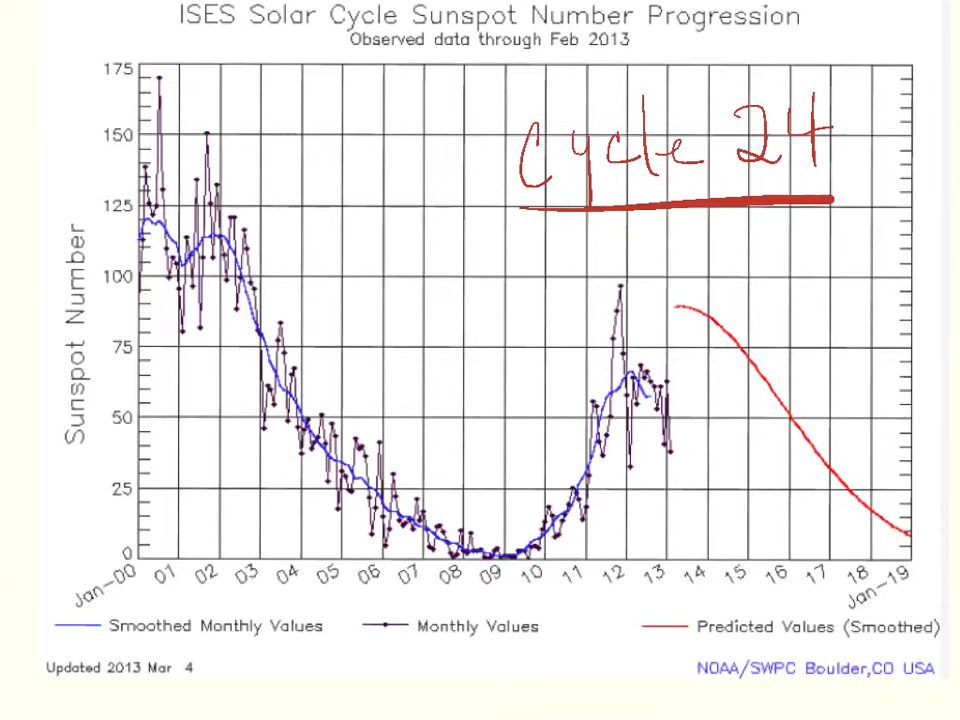 ISES Solar Cycle Sunspot Number Progression
Observed data through Feb 2013
Cycle 24
Sunspot Number
175
150
125
100
75
50
25
0
Jan-00 01 02 03 04 05 06 07 08 09 10 11 12 13 14 15 16 17 18 Jan-19
Smoothed Monthly Values Monthly Values Predicted Values (Smoothed)
Updated 2013 Mar 4 NOAA/SWPC Boulder,CO USA